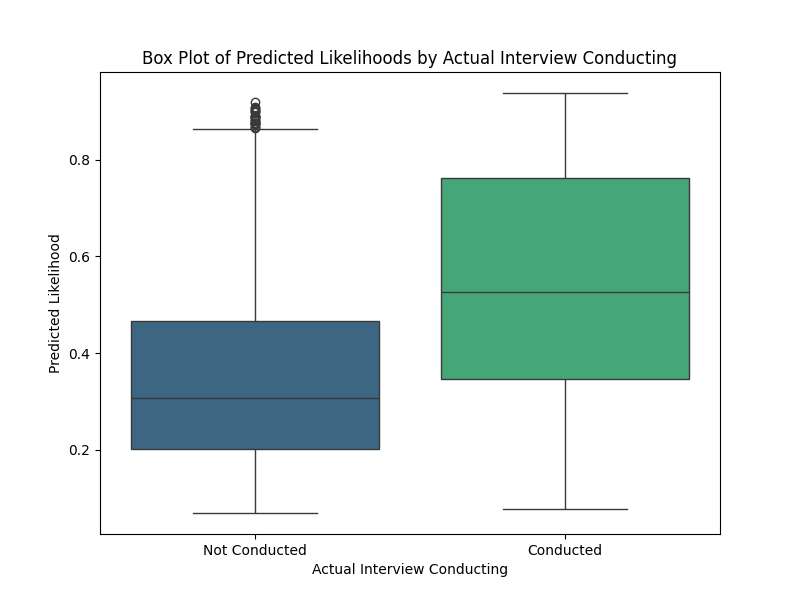 Box Plot of Predicted Likelihoods by Actual Interview Conducting
0.8
0.6
0.4
0.2
Predicted Likelihood
Not Conducted
Conducted
Actual Interview Conducting